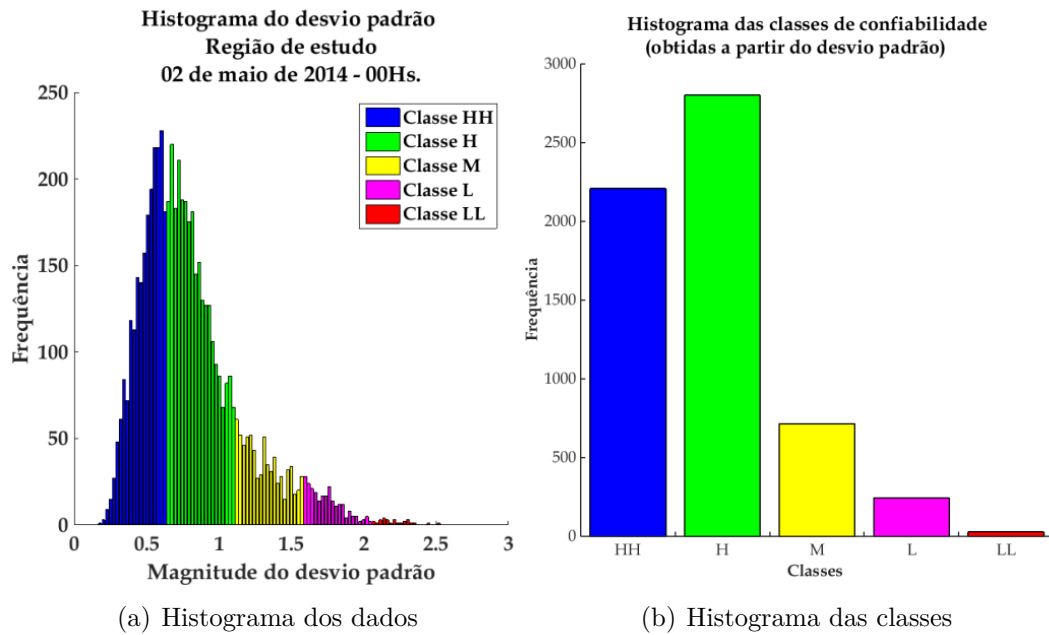 Histograma do desvio padrão
Região de estudo
02 de maio de 2014 - 00Hs.
250
200
150
100
50
0
Frequência
Classe HH
Classe H
Classe M
Classe L
Classe LL
0 0.5 1 1.5 2 2.5 3
Magnitude do desvio padrão
(a) Histograma dos dados
Histograma das classes de confiabilidade
(obtidas a partir do desvio padrão)
3000
2500
2000
1500
1000
500
0
Frequência
HH H M L LL
Classes
(b) Histograma das classes